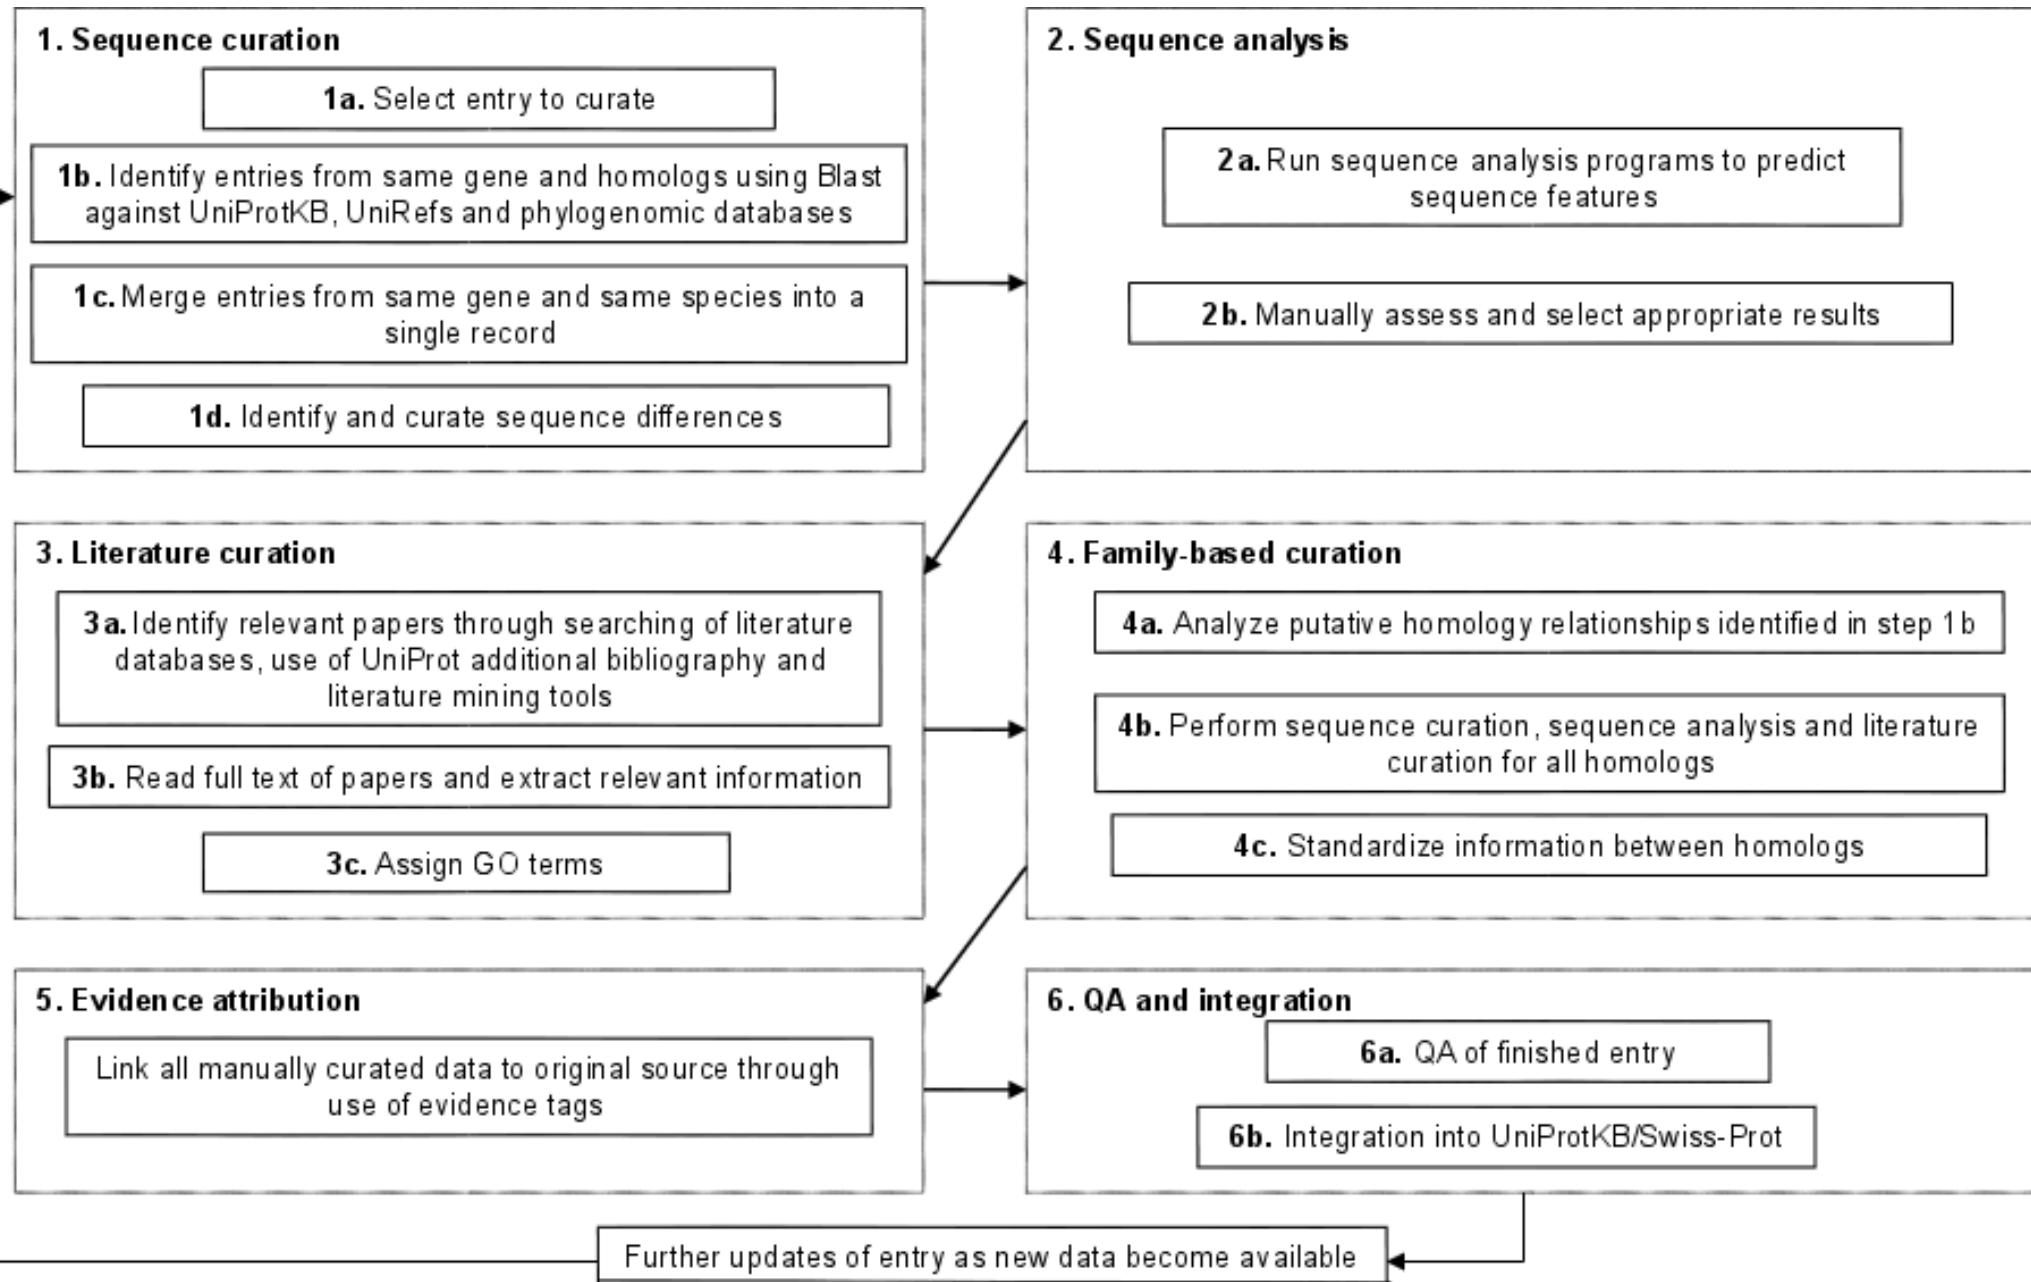 1. Sequence curation
1a. Select entry to curate
1b. Identify entries from same gene and homologs using Blast
against UniProtKB, UniRefs and phylogenomic databases
1c. Merge entries from same gene and same species into a
single record
1d. Identify and curate sequence differences
2. Sequence analysis
2a. Run sequence analysis programs to predict
sequence features
2b. Manually assess and select appropriate results
3. Literature curation
3a. Identify relevant papers through searching of literature
databases, use of UniProt additional bibliography and
literature mining tools
3b. Read full text of papers and extract relevant information
3c. Assign GO terms
4. Family-based curation
4a. Analyze putative homology relationships identified in step 1b
4b. Perform sequence curation, sequence analysis and literature
curation for all homologs
4c. Standardize information between homologs
5. Evidence attribution
Link all manually curated data to original source through
use of evidence tags
6. QA and integration
6a. QA of finished entry
6b. Integration into UniProtKB/Swiss-Prot
Further updates of entry as new data become available